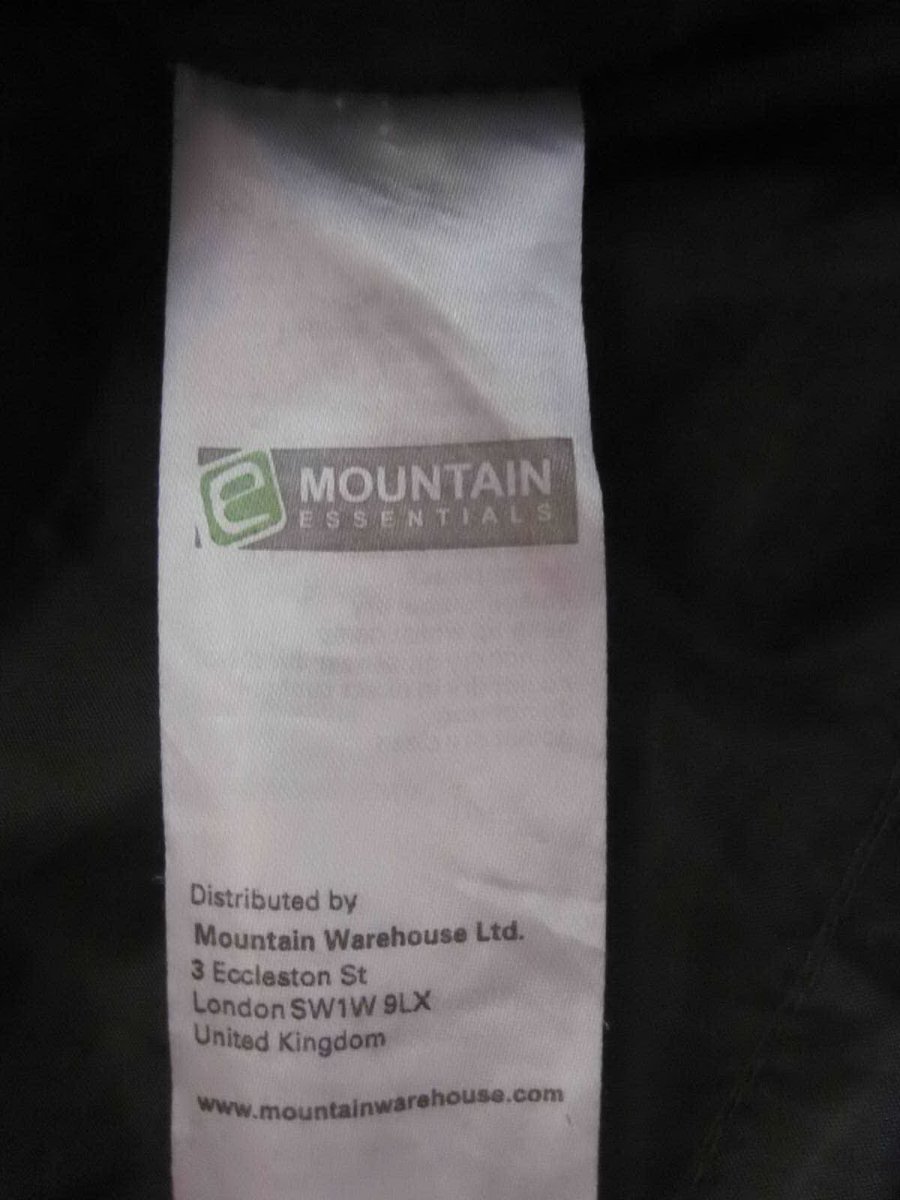 e
MOUNTAIN
ESSENTIALS
Distributed by
Mountain Warehouse Ltd.
3 Eccleston St
London SW1W 9LX
United Kingdom
www.mountainwarehouse.com